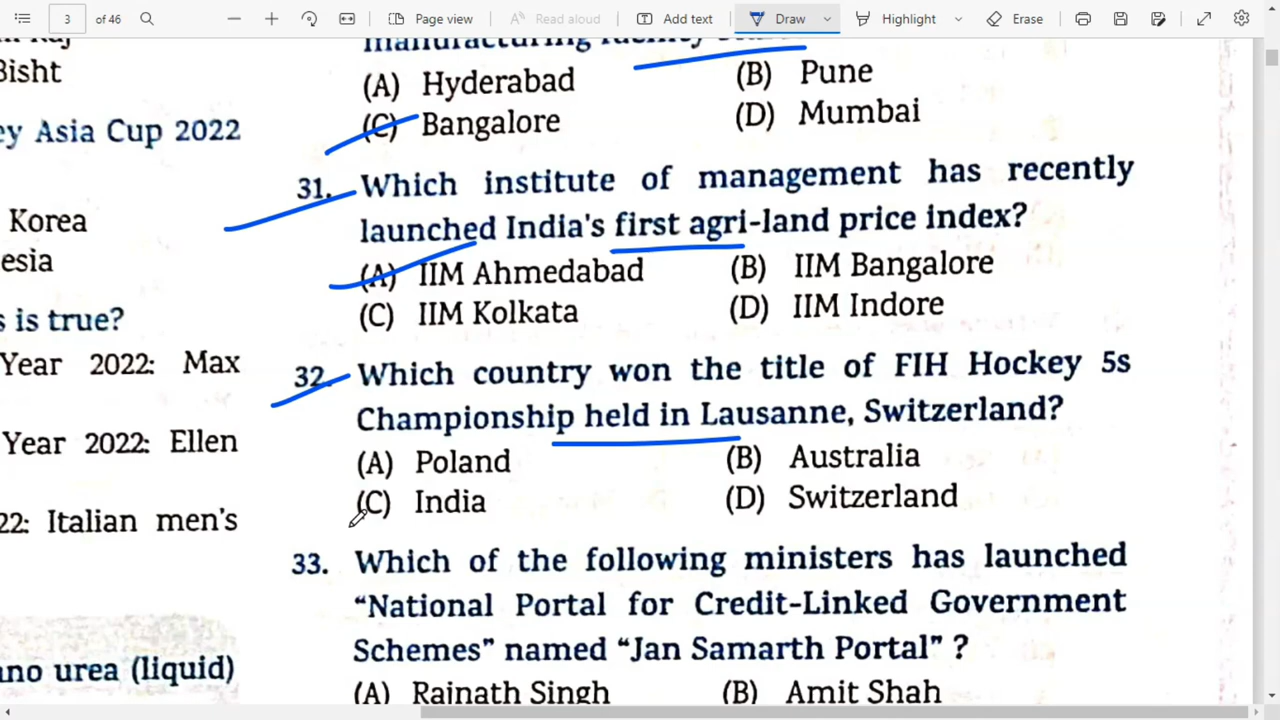 3 of 46 Page view Read aloud Add text Draw Highlight Erase
Bisht
ey Asia Cup 2022
Korea
esia
s is true?
Year 2022: Max
Year 2022: Ellen
22: Italian men's
no urea (liquid)
manufacturing facility
(A) Hyderabad (B) Pune
(C) Bangalore (D) Mumbai
31. Which institute of management has recently
launched India's first agri-land price index?
(A) IIM Ahmedabad (B) IIM Bangalore
(C) IIM Kolkata (D) IIM Indore
32. Which country won the title of FIH Hockey 5s
Championship held in Lausanne, Switzerland?
(A) Poland (B) Australia
(C) India (D) Switzerland
33. Which of the following ministers has launched
“National Portal for Credit-Linked Government
Schemes” named “Jan Samarth Portal” ?
(A) Rajnath Singh (B) Amit Shah